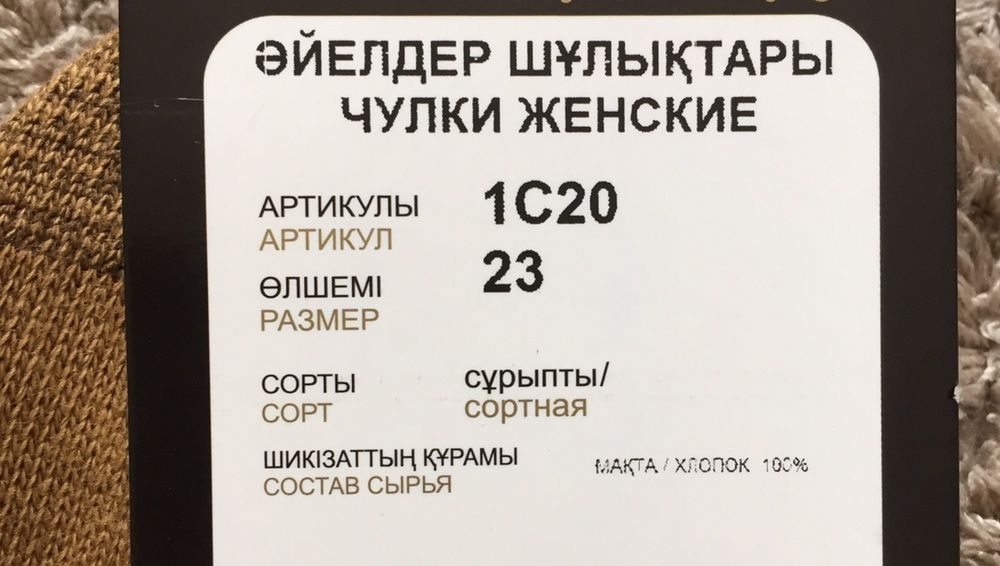 ӘЙЕЛДЕР ШҰЛЫҚТАРЫ
ЧУЛКИ ЖЕНСКИЕ
АРТИКУЛЫ 1С20
АРТИКУЛ
ӨЛШЕМІ 23
РАЗМЕР
СОРТЫ сұрыпты/
СОРТ сортная
ШИКІЗАТТЫҢ ҚҰРАМЫ МАҚТА / ХЛОПОК 100%
СОСТАВ СЫРЬЯ